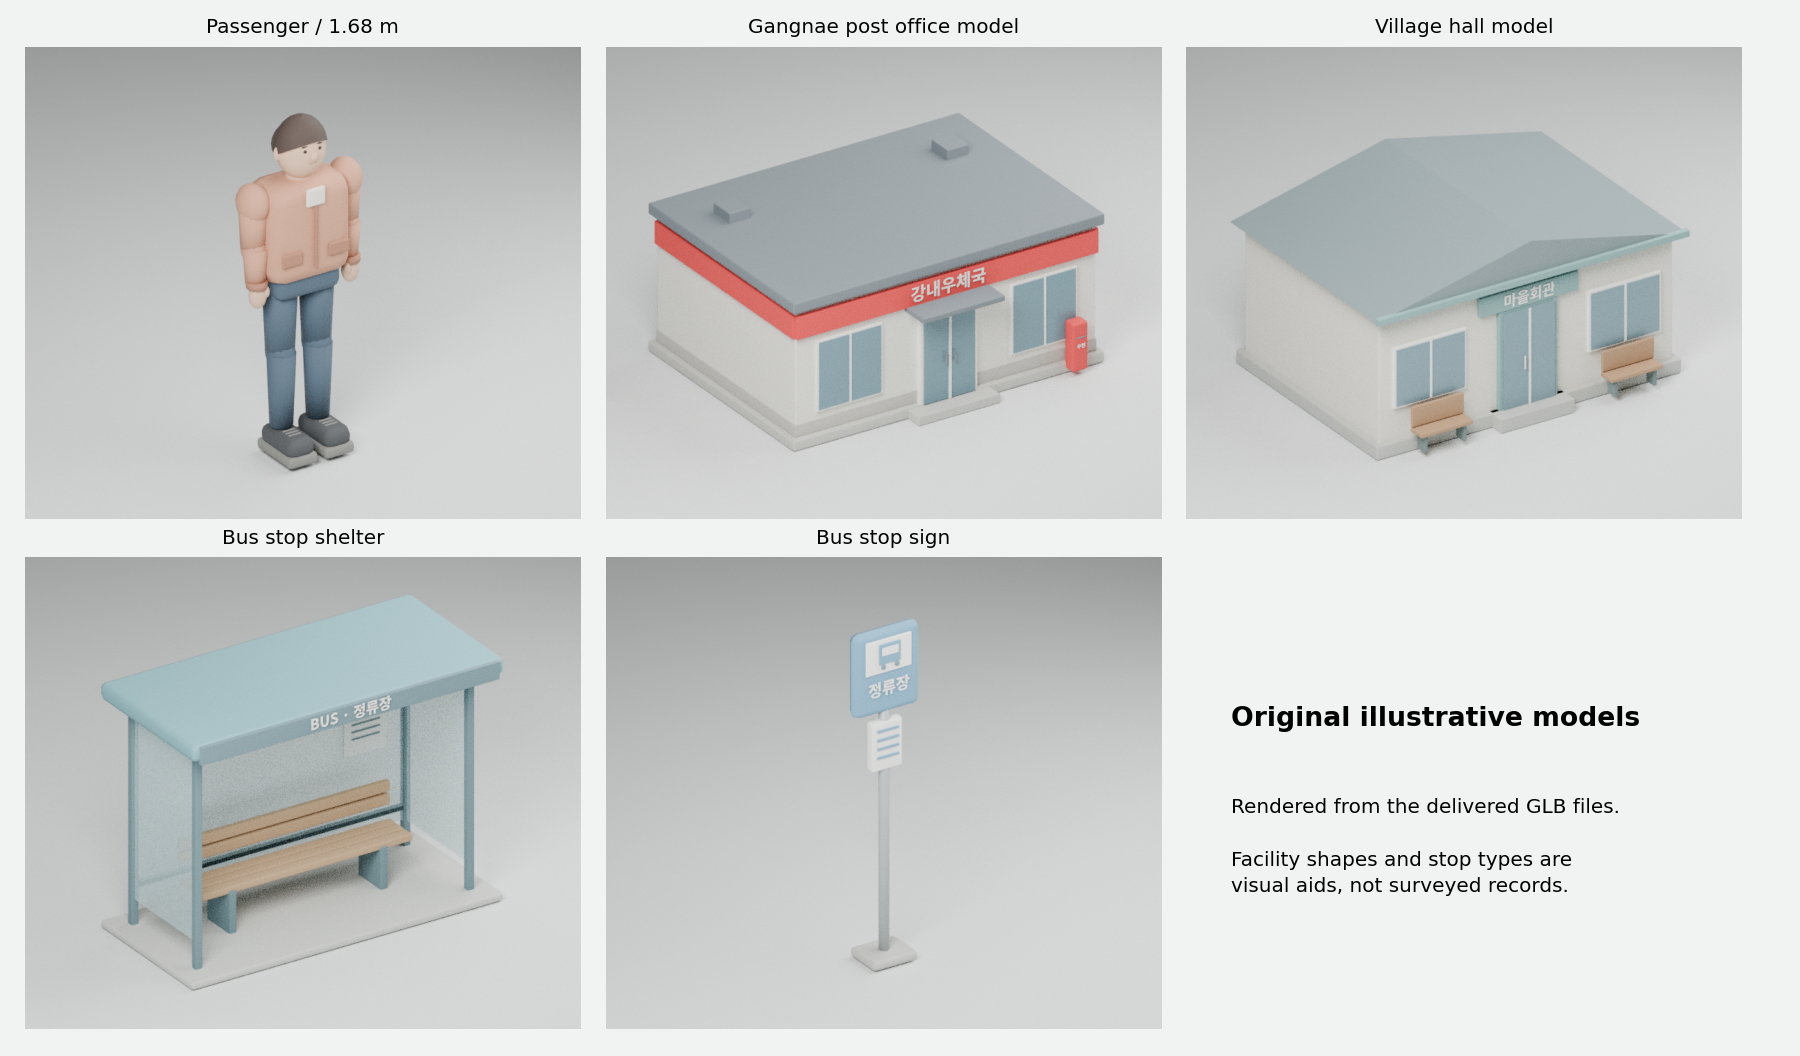 Passenger / 1.68 m
Gangnae post office model
Village hall model
강내우체국
마을회관
Bus stop shelter
Bus stop sign
BUS · 정류장
정류장
Original illustrative models
Rendered from the delivered GLB files.
Facility shapes and stop types are
visual aids, not surveyed records.